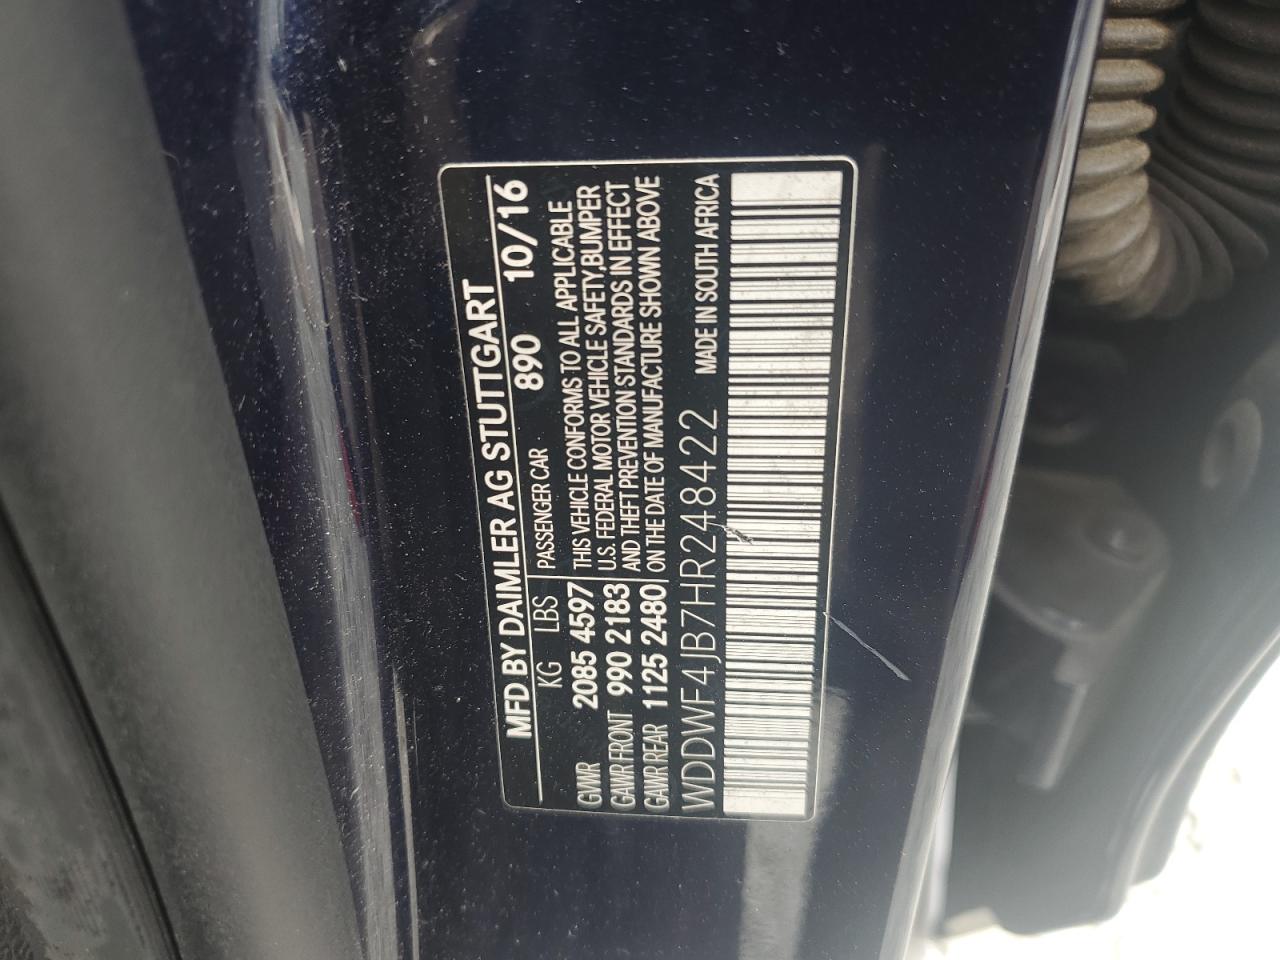 MFD BY DAIMLER AG STUTTGART
KG LBS PASSENGER CAR 890 10/16
GVWR 2085 4597 THIS VEHICLE CONFORMS TO ALL APPLICABLE
GAWR FRONT 990 2183 U.S. FEDERAL MOTOR VEHICLE SAFETY, BUMPER
GAWR REAR 1125 2480 AND THEFT PREVENTION STANDARDS IN EFFECT
ON THE DATE OF MANUFACTURE SHOWN ABOVE
WDDWF4JB7HR248422 MADE IN SOUTH AFRICA